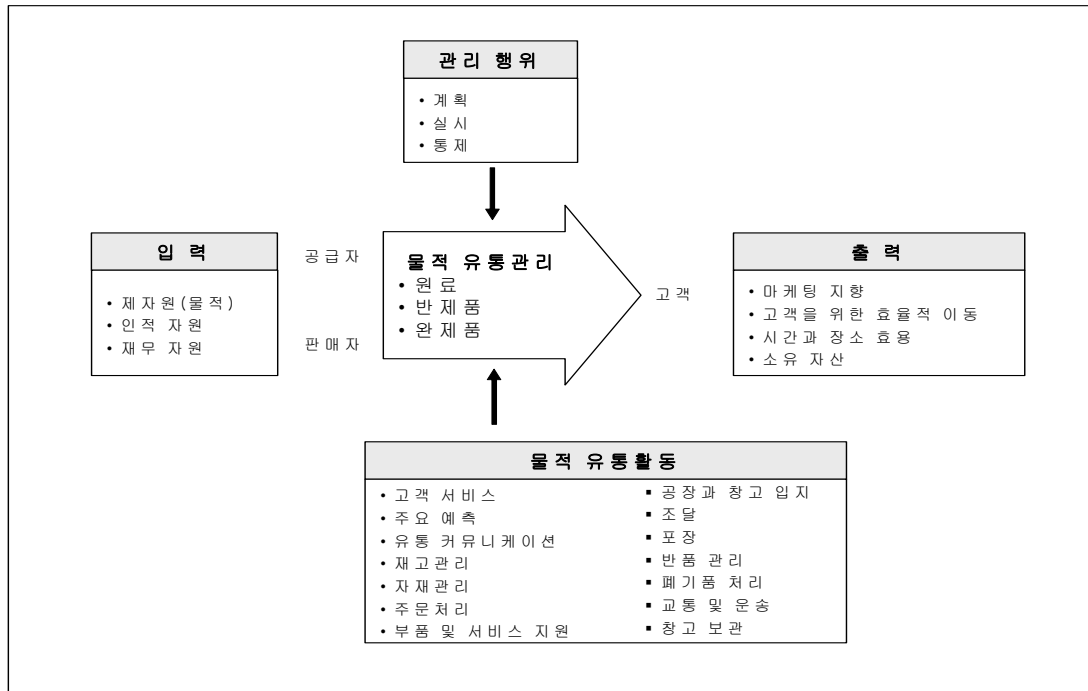 관리 행위
• 계획
• 실시
• 통제
입력
• 제자원(물적)
• 인적 자원
• 재무 자원
공급자
판매자
물적 유통관리
• 원료
• 반제품
• 완제품
고객
출력
• 마케팅 지향
• 고객을 위한 효율적 이동
• 시간과 장소 효용
• 소유 자산
물적 유통활동
• 고객 서비스
• 주요 예측
• 유통 커뮤니케이션
• 재고관리
• 자재관리
• 주문처리
• 부품 및 서비스 지원
▪ 공장과 창고 입지
▪ 조달
▪ 포장
▪ 반품 관리
▪ 폐기품 처리
▪ 교통 및 운송
▪ 창고 보관